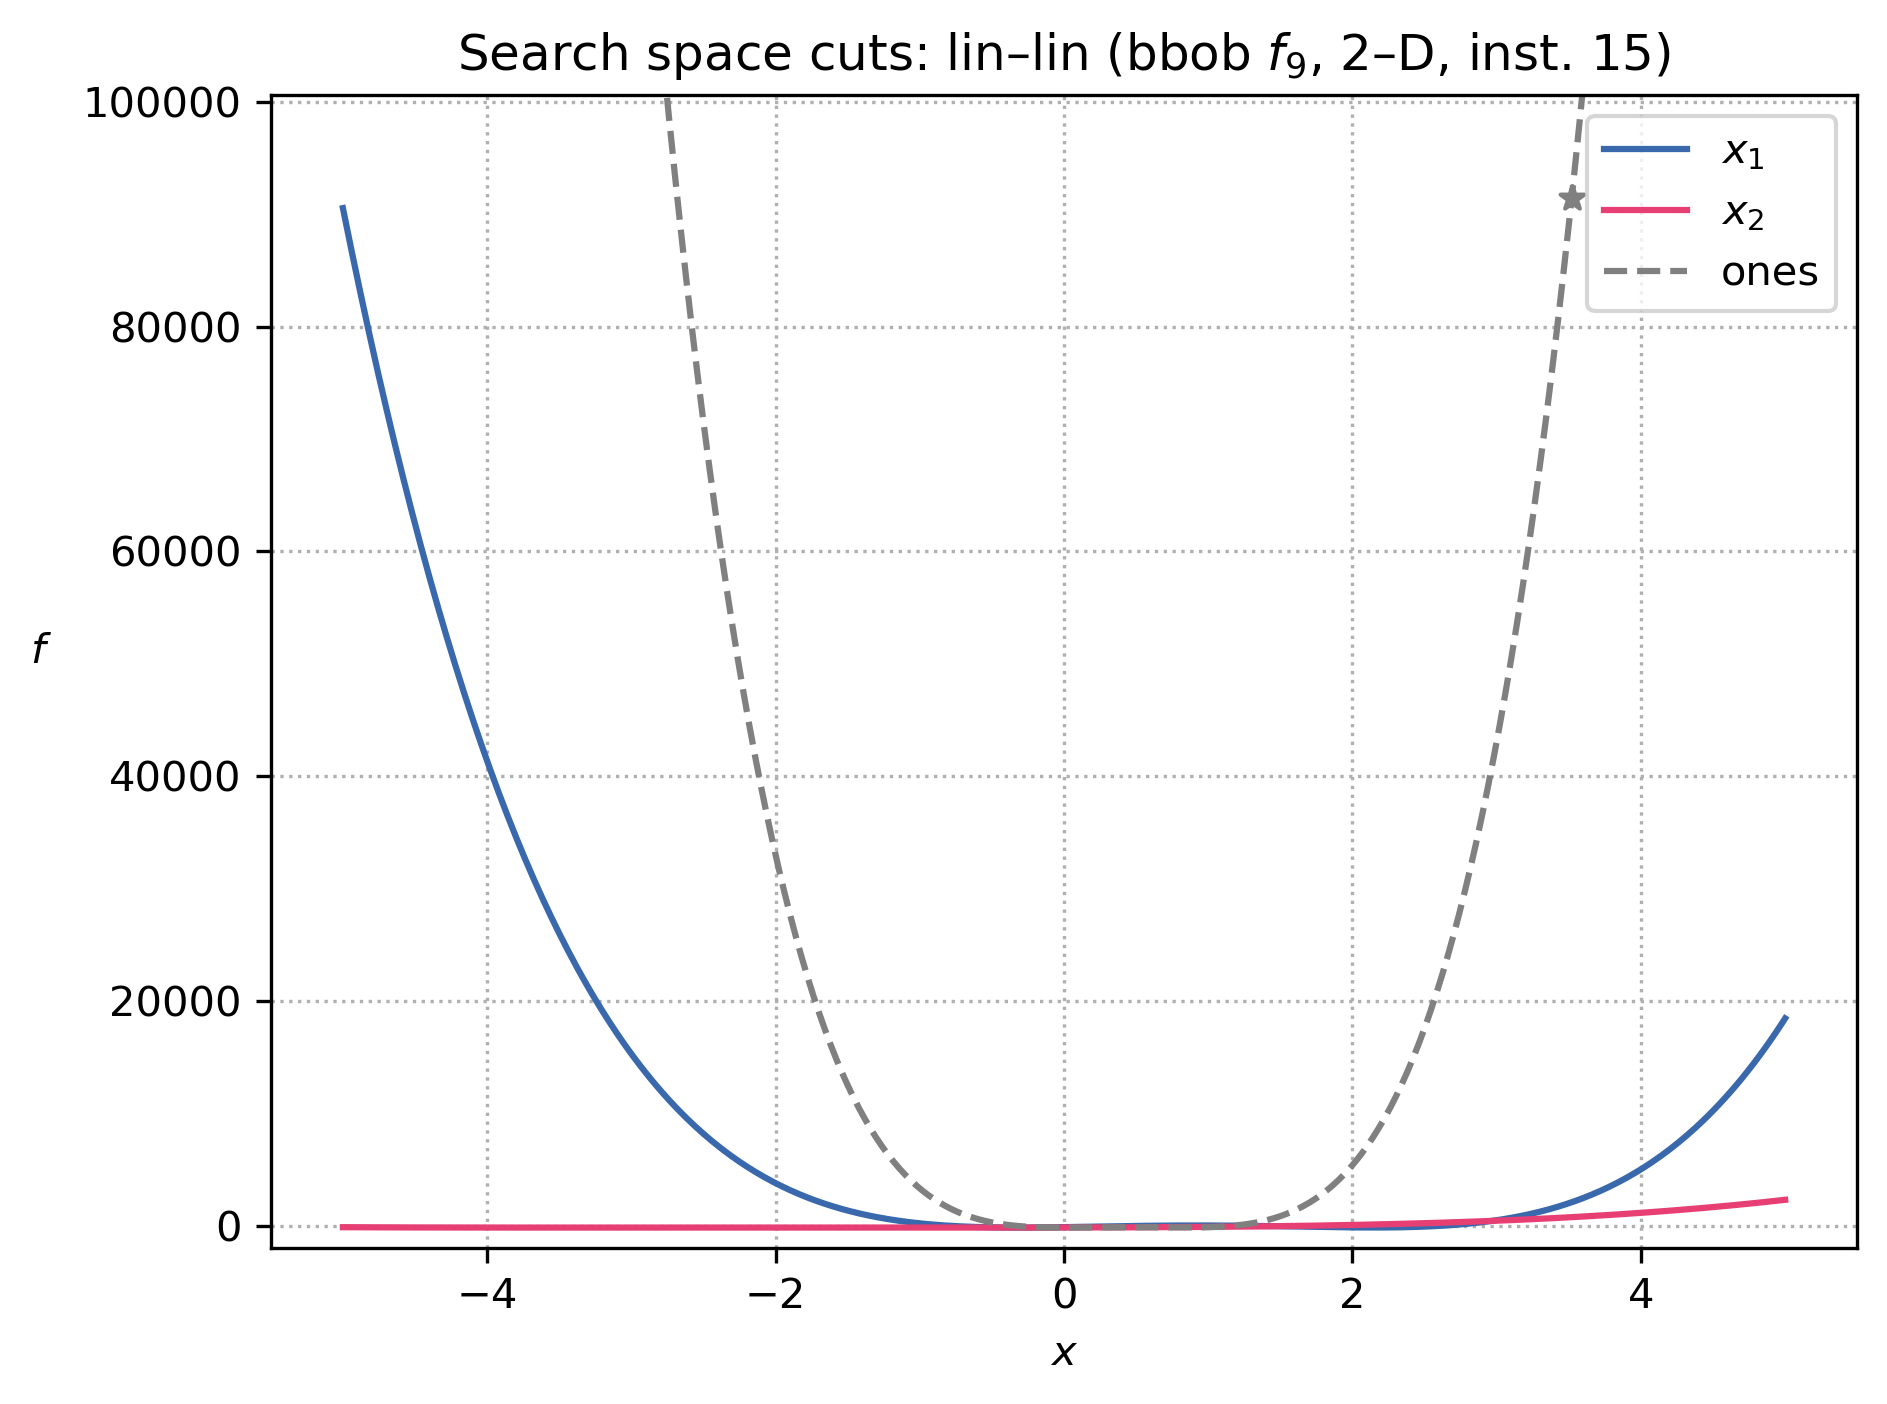 Search space cuts: lin–lin (bbob f₉, 2–D, inst. 15)
100000
80000
60000
40000
20000
0
f
−4
−2
0
2
4
x
x₁
x₂
ones